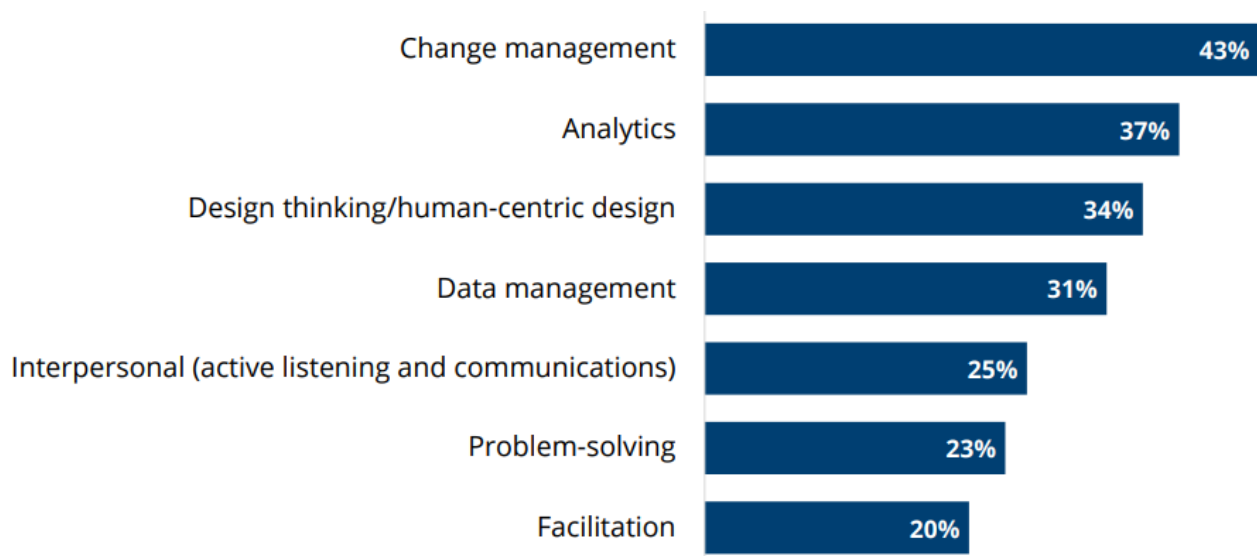 Change management 43%
Analytics 37%
Design thinking/human-centric design 34%
Data management 31%
Interpersonal (active listening and communications) 25%
Problem-solving 23%
Facilitation 20%